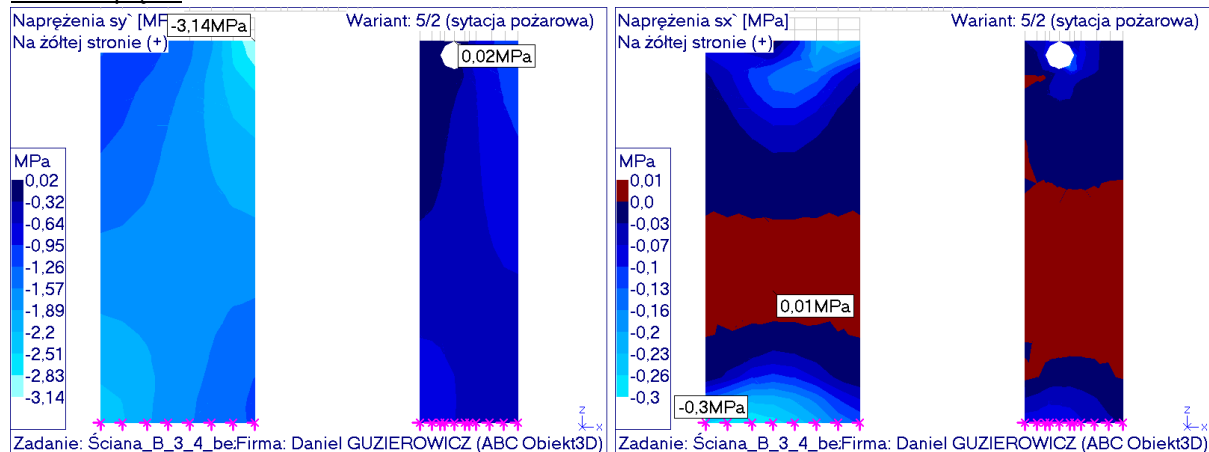 Naprężenia sy` [MF
-3,14MPa
Wariant: 5/2 (sytacja pożarowa)
Na żółtej stronie (+)
0,02MPa
MPa
0,02
-0,32
-0,64
-0,95
-1,26
-1,57
-1,89
-2,2
-2,51
-2,83
-3,14
z
x
Zadanie: Ściana_B_3_4_be:Firma: Daniel GUZIEROWICZ (ABC Obiekt3D)
Naprężenia sx` [MPa]
Wariant: 5/2 (sytacja pożarowa)
Na żółtej stronie (+)
MPa
0,01
0,0
-0,03
-0,07
-0,1
-0,13
-0,16
-0,2
-0,23
-0,26
-0,3
0,01MPa
-0,3MPa
z
x
Zadanie: Ściana_B_3_4_be:Firma: Daniel GUZIEROWICZ (ABC Obiekt3D)